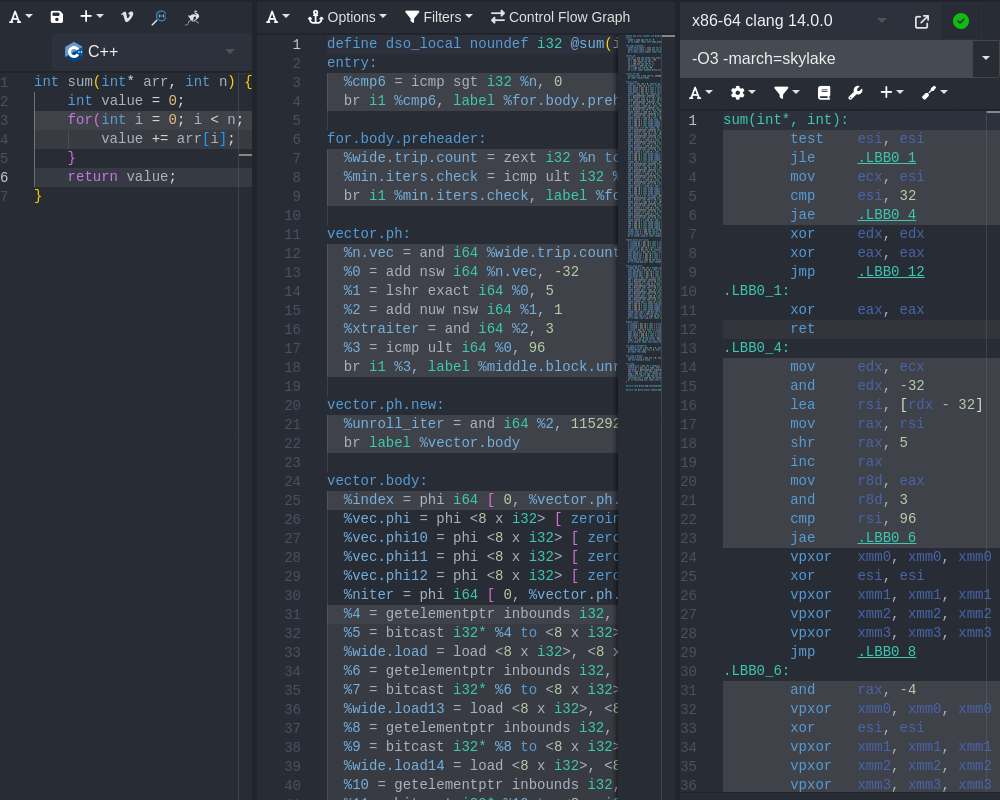 A
C++
1 int sum(int* arr, int n) {
2 int value = 0;
3 for(int i = 0; i < n;
4 value += arr[i];
5 }
6 return value;
7 }
A Options Filters Control Flow Graph
1 define dso_local noundef i32 @sum(i
2 entry:
3 %cmp6 = icmp sgt i32 %n, 0
4 br i1 %cmp6, label %for.body.preh
5
6 for.body.preheader:
7 %wide.trip.count = zext i32 %n to
8 %min.iters.check = icmp ult i32 %
9 br i1 %min.iters.check, label %fo
10
11 vector.ph:
12 %n.vec = and i64 %wide.trip.count
13 %0 = add nsw i64 %n.vec, -32
14 %1 = lshr exact i64 %0, 5
15 %2 = add nuw nsw i64 %1, 1
16 %xtraiter = and i64 %2, 3
17 %3 = icmp ult i64 %0, 96
18 br i1 %3, label %middle.block.unr
19
20 vector.ph.new:
21 %unroll_iter = and i64 %2, 115292
22 br label %vector.body
23
24 vector.body:
25 %index = phi i64 [ 0, %vector.ph.
26 %vec.phi = phi <8 x i32> [ zeroin
27 %vec.phi10 = phi <8 x i32> [ zero
28 %vec.phi11 = phi <8 x i32> [ zero
29 %vec.phi12 = phi <8 x i32> [ zero
30 %niter = phi i64 [ 0, %vector.ph.
31 %4 = getelementptr inbounds i32,
32 %5 = bitcast i32* %4 to <8 x i32>
33 %wide.load = load <8 x i32>, <8 x
34 %6 = getelementptr inbounds i32,
35 %7 = bitcast i32* %6 to <8 x i32>
36 %wide.load13 = load <8 x i32>, <8
37 %8 = getelementptr inbounds i32,
38 %9 = bitcast i32* %8 to <8 x i32>
39 %wide.load14 = load <8 x i32>, <8
40 %10 = getelementptr inbounds i32,
x86-64 clang 14.0.0
-O3 -march=skylake
A
1 sum(int*, int):
2 test esi, esi
3 jle .LBB0_1
4 mov ecx, esi
5 cmp esi, 32
6 jae .LBB0_4
7 xor edx, edx
8 xor eax, eax
9 jmp .LBB0_12
10 .LBB0_1:
11 xor eax, eax
12 ret
13 .LBB0_4:
14 mov edx, ecx
15 and edx, -32
16 lea rsi, [rdx - 32]
17 mov rax, rsi
18 shr rax, 5
19 inc rax
20 mov r8d, eax
21 and r8d, 3
22 cmp rsi, 96
23 jae .LBB0_6
24 vpxor xmm0, xmm0, xmm0
25 xor esi, esi
26 vpxor xmm1, xmm1, xmm1
27 vpxor xmm2, xmm2, xmm2
28 vpxor xmm3, xmm3, xmm3
29 jmp .LBB0_8
30 .LBB0_6:
31 and rax, -4
32 vpxor xmm0, xmm0, xmm0
33 xor esi, esi
34 vpxor xmm1, xmm1, xmm1
35 vpxor xmm2, xmm2, xmm2
36 vpxor xmm3, xmm3, xmm3